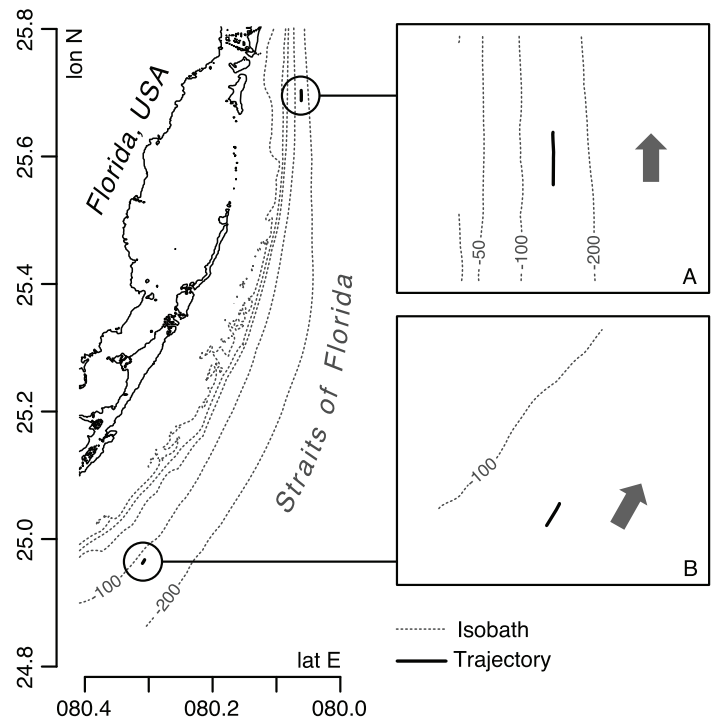 lon N
25.8
25.6
25.4
25.2
25.0
24.8
Florida, USA
Straits of Florida
-100
-200
lat E
080.4
080.2
080.0
-50
-100
-200
A
-100
B
Isobath
Trajectory